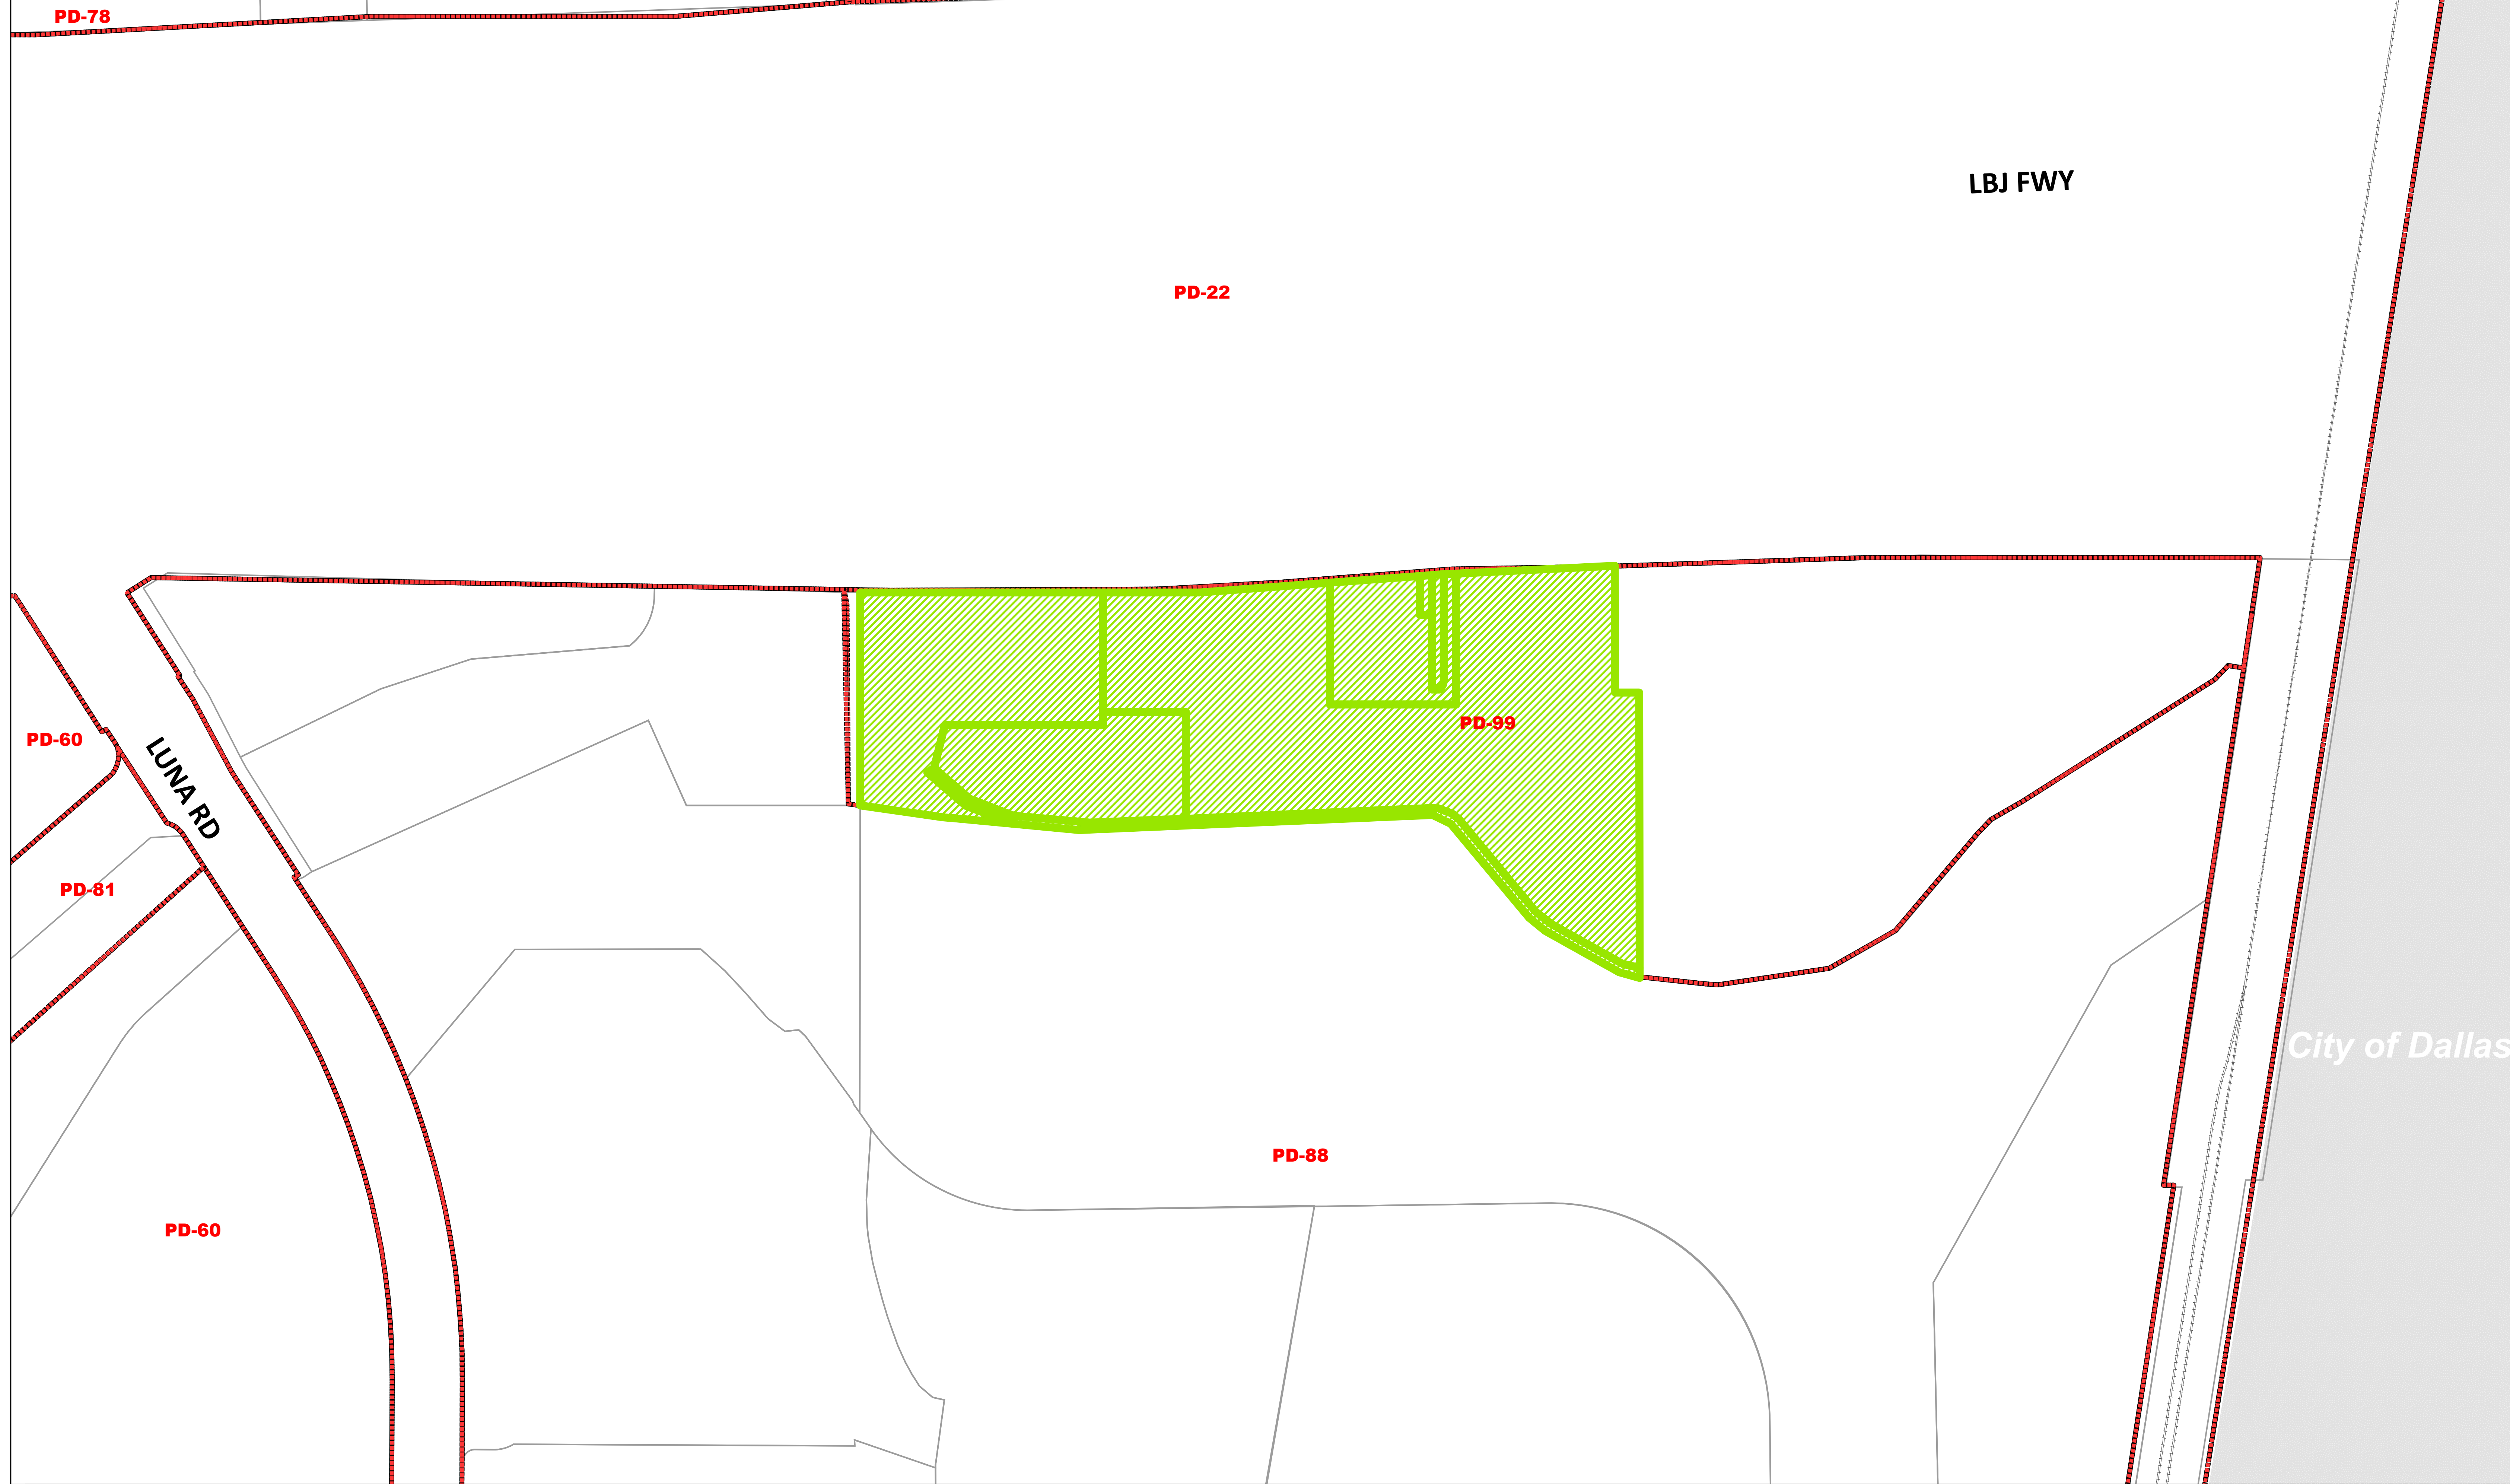 PD-78
LBJ FWY
PD-22
PD-99
PD-60
LUNA RD
PD-81
City of Dallas
PD-88
PD-60